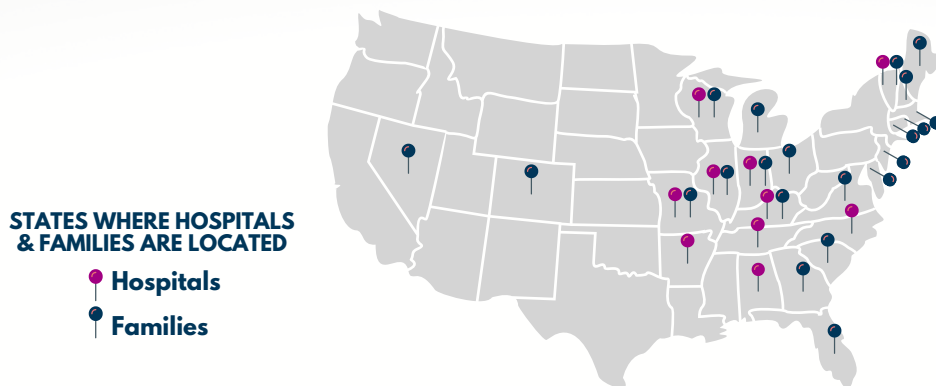 STATES WHERE HOSPITALS
& FAMILIES ARE LOCATED
Hospitals
Families